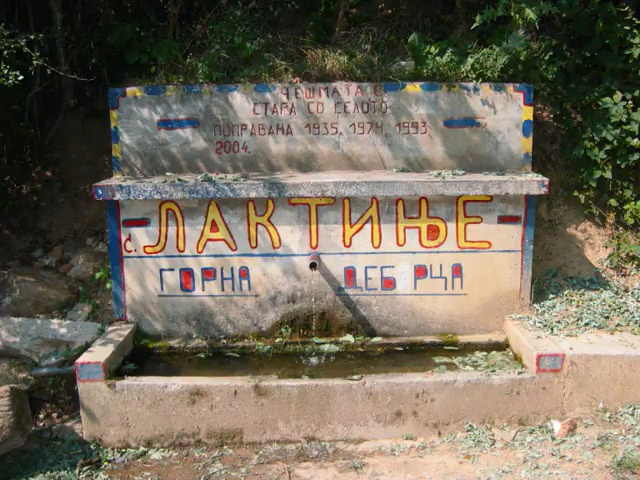 ЧЕШМАТА Е
СТАРА СО СЕЛОТО.
ПОПРАВАНА 1935. 1974, 1993
2004.
с. ЛАКТИЊЕ
ГОРНА ДЕБРЦА